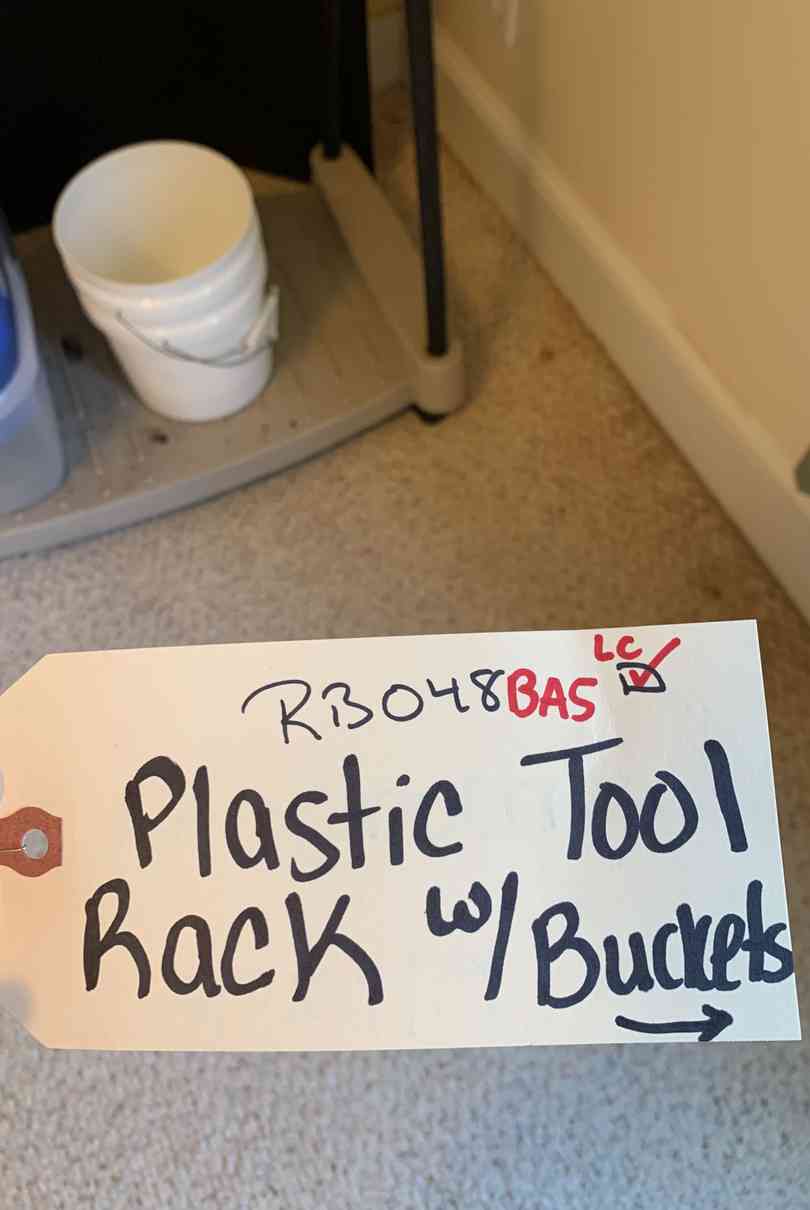 LC
RB048BAS
Plastic Tool
Rack w/Buckets